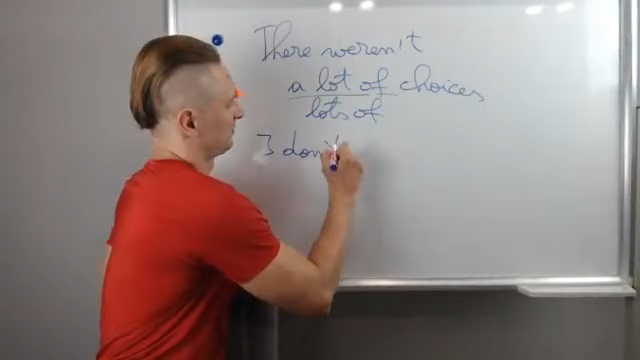 There weren't
a lot of choices
lots of
I don't